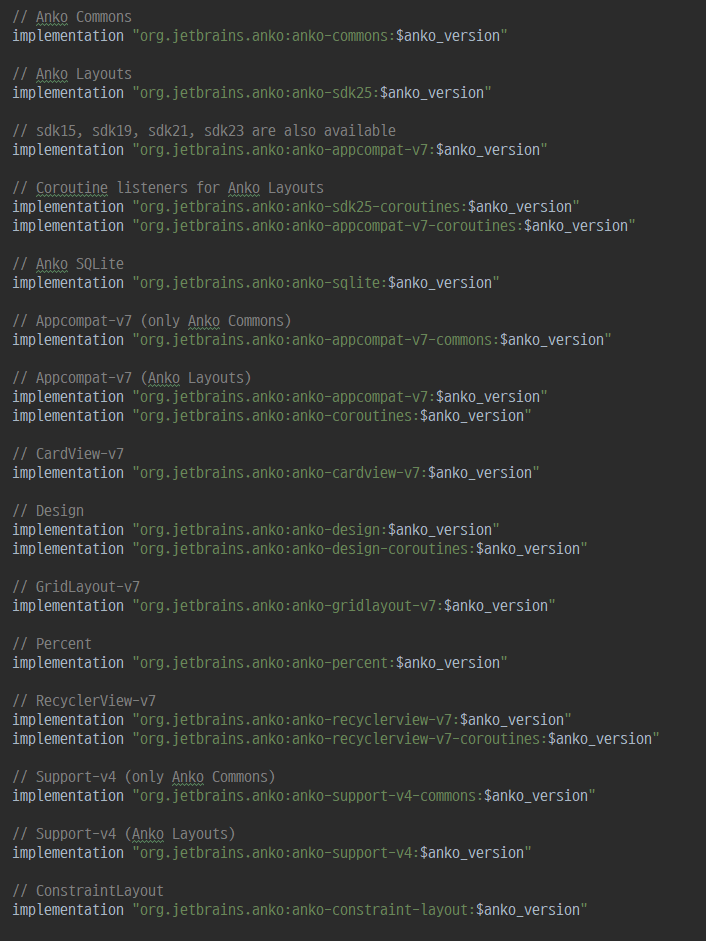 // Anko Commons
implementation "org.jetbrains.anko:anko-commons:$anko_version"
// Anko Layouts
implementation "org.jetbrains.anko:anko-sdk25:$anko_version"
// sdk15, sdk19, sdk21, sdk23 are also available
implementation "org.jetbrains.anko:anko-appcompat-v7:$anko_version"
// Coroutine listeners for Anko Layouts
implementation "org.jetbrains.anko:anko-sdk25-coroutines:$anko_version"
implementation "org.jetbrains.anko:anko-appcompat-v7-coroutines:$anko_version"
// Anko SQLite
implementation "org.jetbrains.anko:anko-sqlite:$anko_version"
// Appcompat-v7 (only Anko Commons)
implementation "org.jetbrains.anko:anko-appcompat-v7-commons:$anko_version"
// Appcompat-v7 (Anko Layouts)
implementation "org.jetbrains.anko:anko-appcompat-v7:$anko_version"
implementation "org.jetbrains.anko:anko-coroutines:$anko_version"
// CardView-v7
implementation "org.jetbrains.anko:anko-cardview-v7:$anko_version"
// Design
implementation "org.jetbrains.anko:anko-design:$anko_version"
implementation "org.jetbrains.anko:anko-design-coroutines:$anko_version"
// GridLayout-v7
implementation "org.jetbrains.anko:anko-gridlayout-v7:$anko_version"
// Percent
implementation "org.jetbrains.anko:anko-percent:$anko_version"
// RecyclerView-v7
implementation "org.jetbrains.anko:anko-recyclerview-v7:$anko_version"
implementation "org.jetbrains.anko:anko-recyclerview-v7-coroutines:$anko_version"
// Support-v4 (only Anko Commons)
implementation "org.jetbrains.anko:anko-support-v4-commons:$anko_version"
// Support-v4 (Anko Layouts)
implementation "org.jetbrains.anko:anko-support-v4:$anko_version"
// ConstraintLayout
implementation "org.jetbrains.anko:anko-constraint-layout:$anko_version"